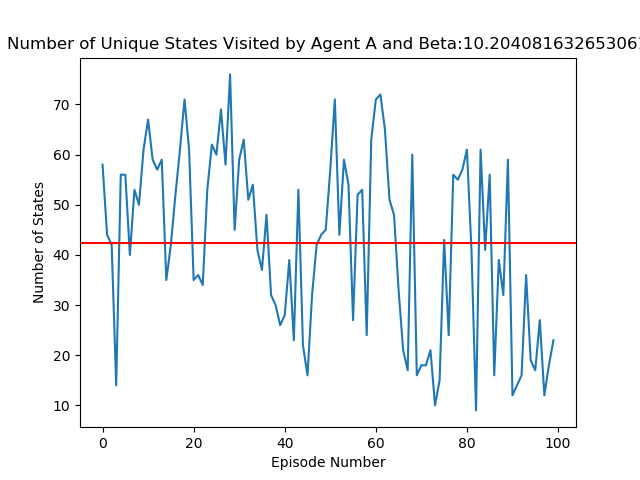 Number of Unique States Visited by Agent A and Beta:10.204081632653061
70
60
50
40
30
20
10
Number of States
0 20 40 60 80 100
Episode Number